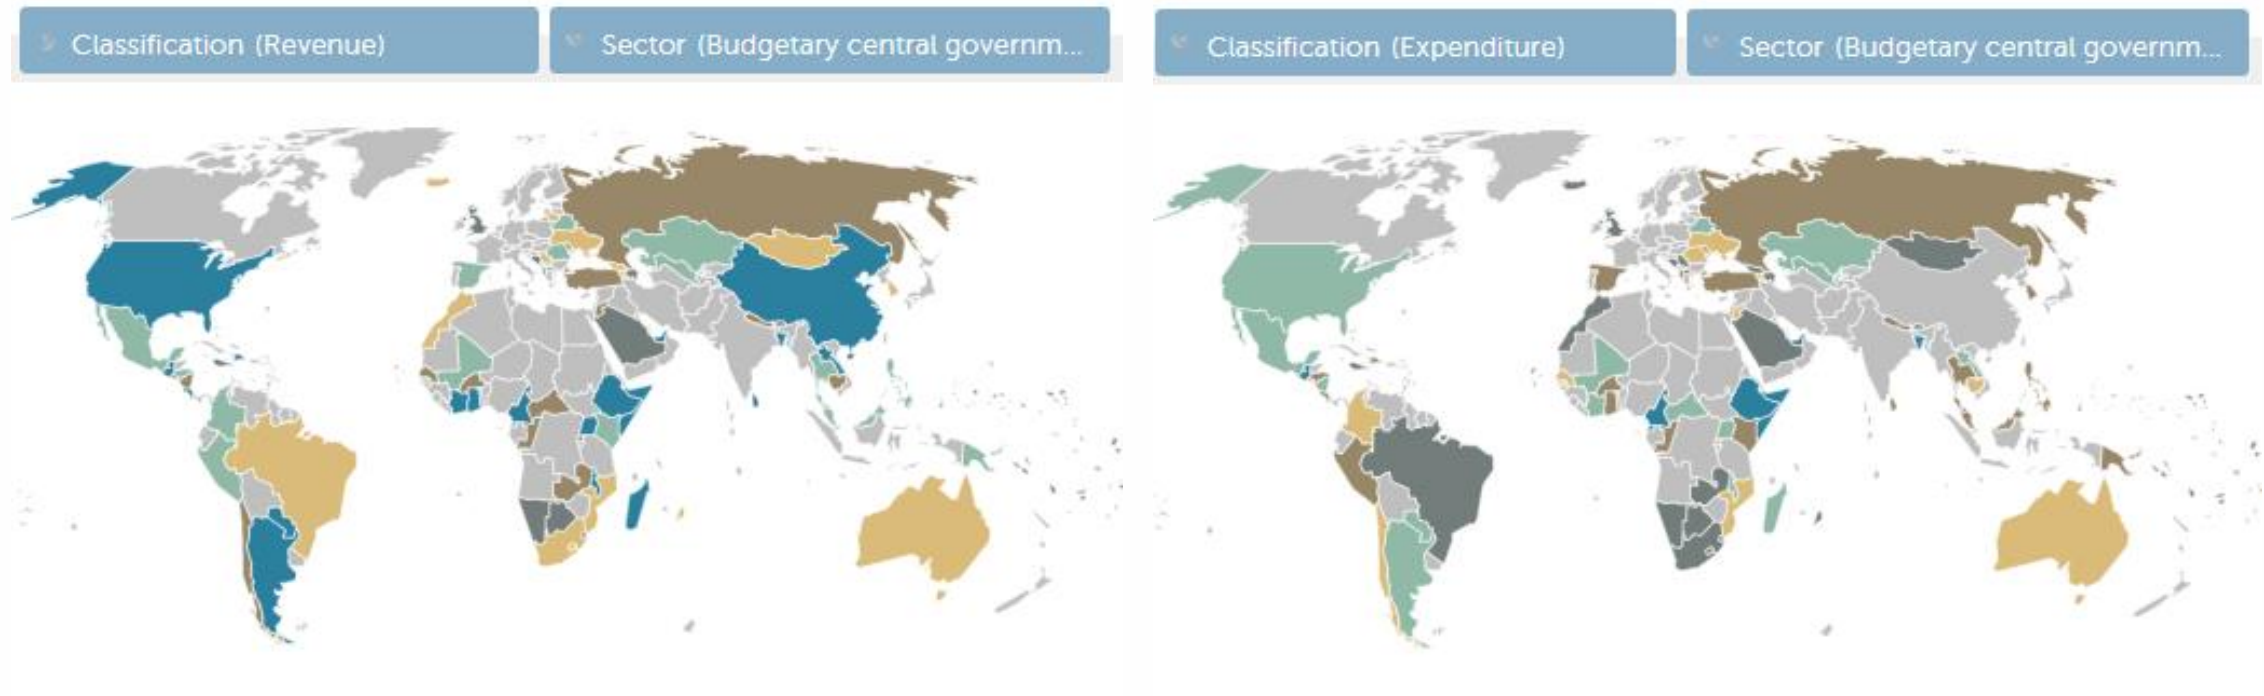 Classification (Revenue)
Sector (Budgetary central governm...
Classification (Expenditure)
Sector (Budgetary central governm...